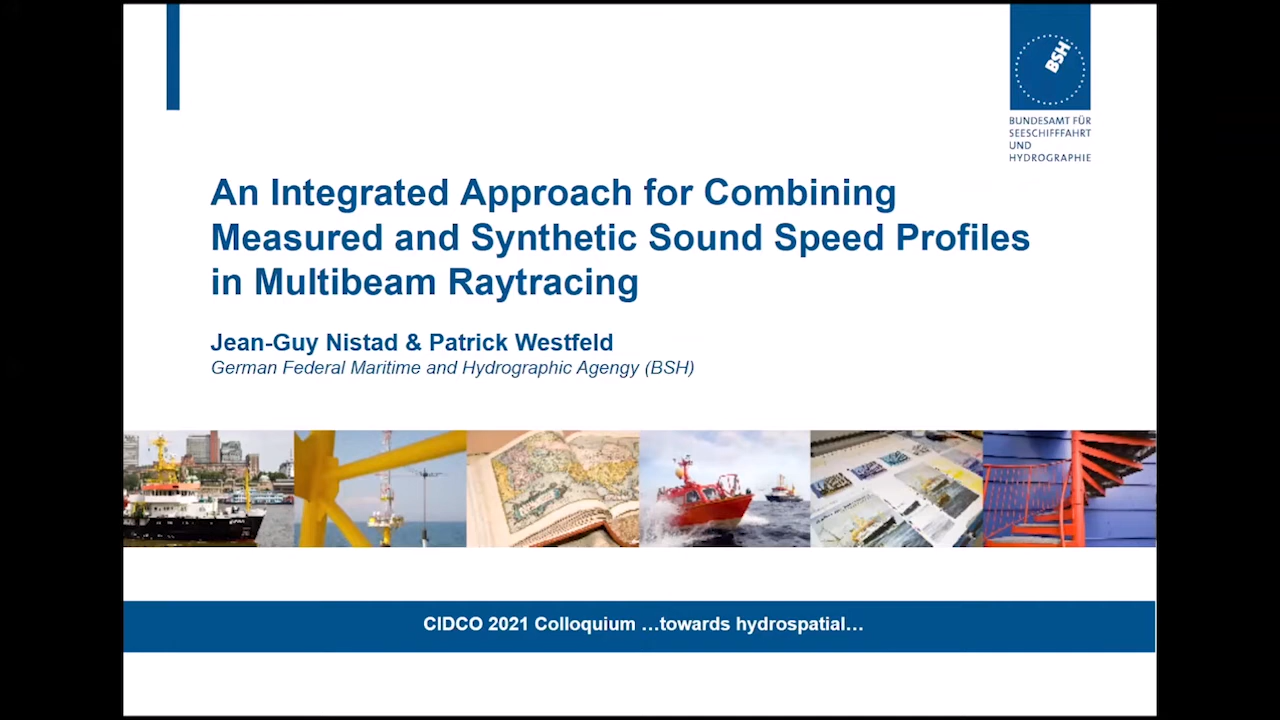 BSH
BUNDESAMT FÜR
SEESCHIFFFAHRT
UND
HYDROGRAPHIE
An Integrated Approach for Combining
Measured and Synthetic Sound Speed Profiles
in Multibeam Raytracing
Jean-Guy Nistad & Patrick Westfeld
German Federal Maritime and Hydrographic Agengy (BSH)
CIDCO 2021 Colloquium …towards hydrospatial…